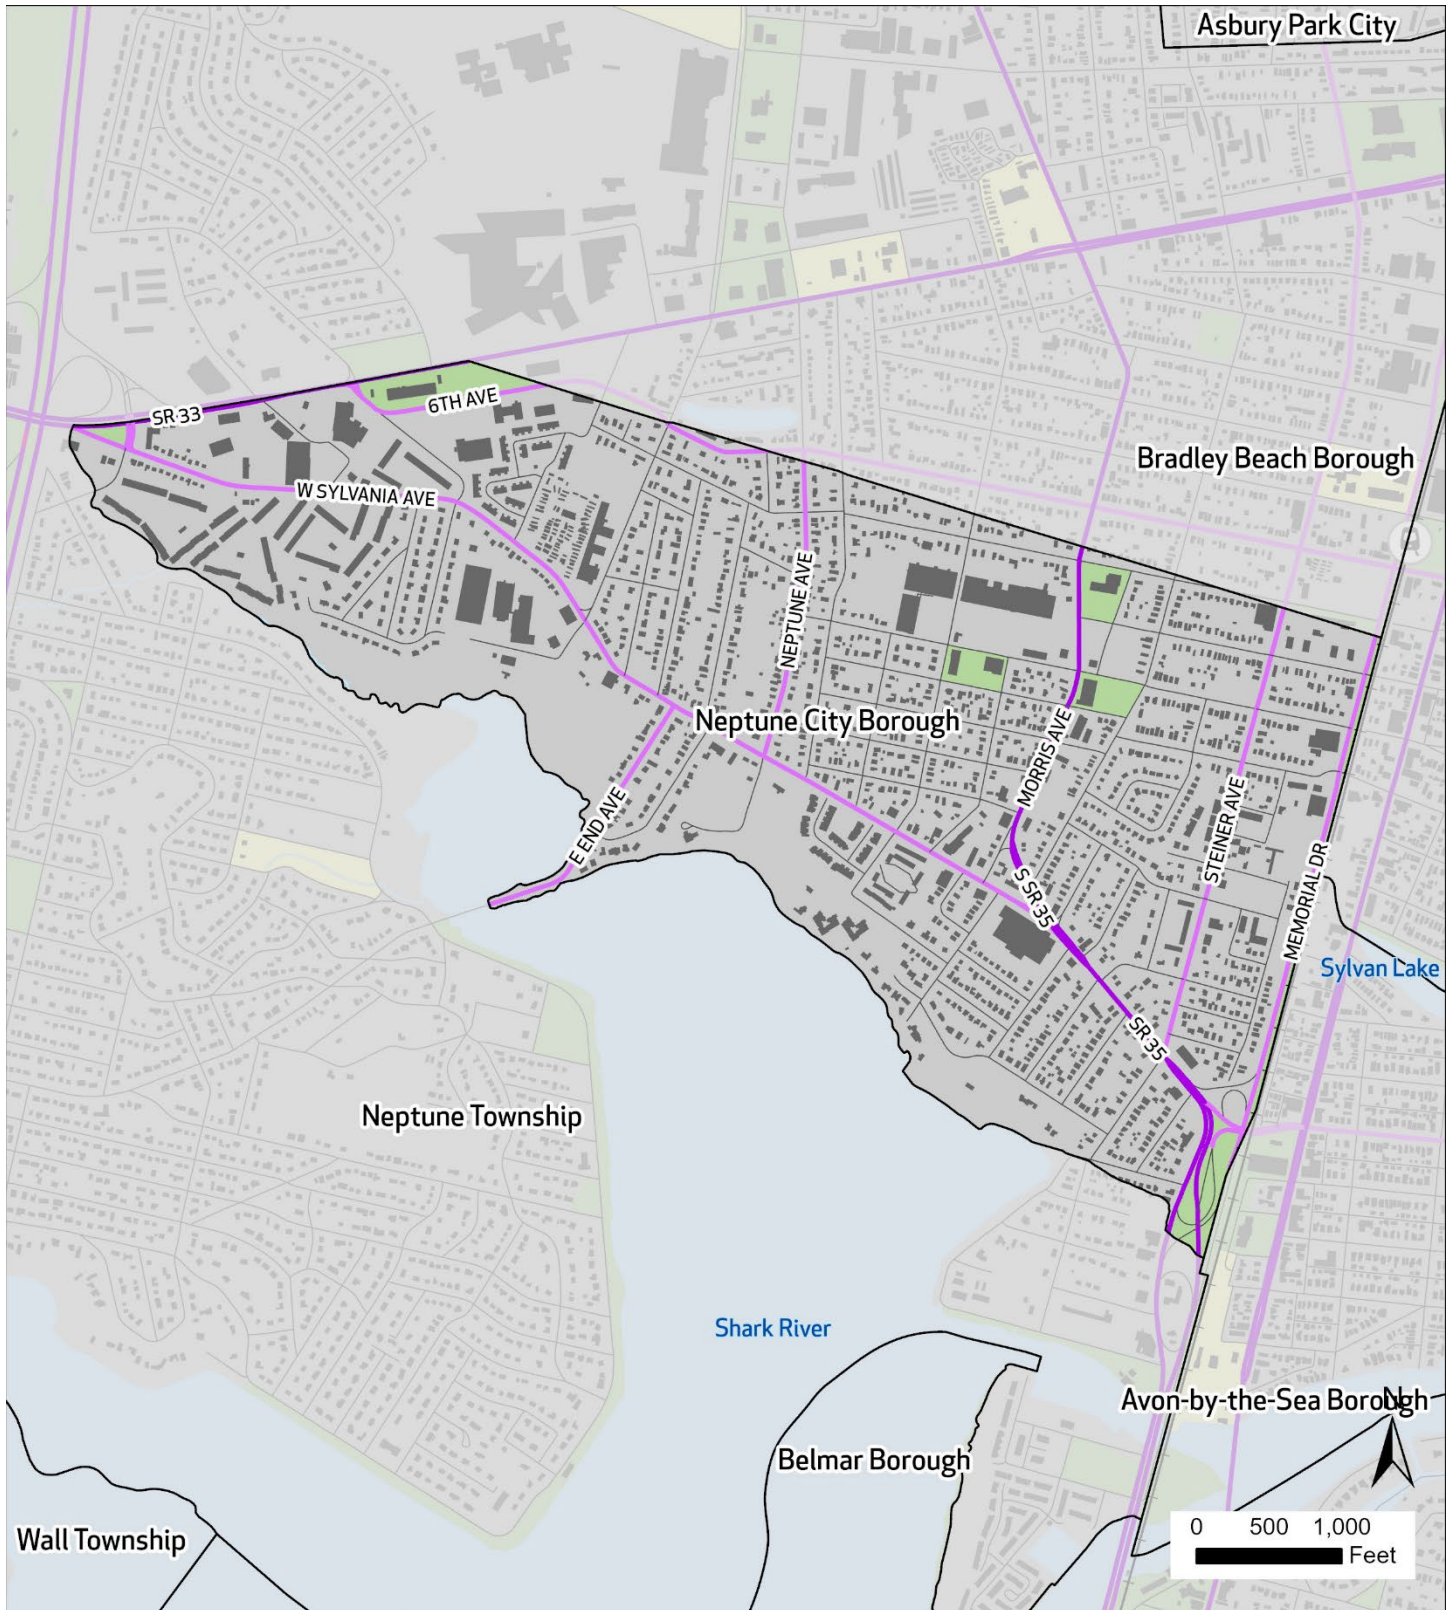 Asbury Park City
SR 33
6TH AVE
Bradley Beach Borough
W SYLVANIA AVE
NEPTUNE AVE
Neptune City Borough
MORRIS AVE
E END AVE
STEINER AVE
S SR 35
MEMORIAL DR
Sylvan Lake
SR 35
Neptune Township
Shark River
Avon-by-the-Sea Borough
N
Belmar Borough
Wall Township
0 500 1,000
Feet